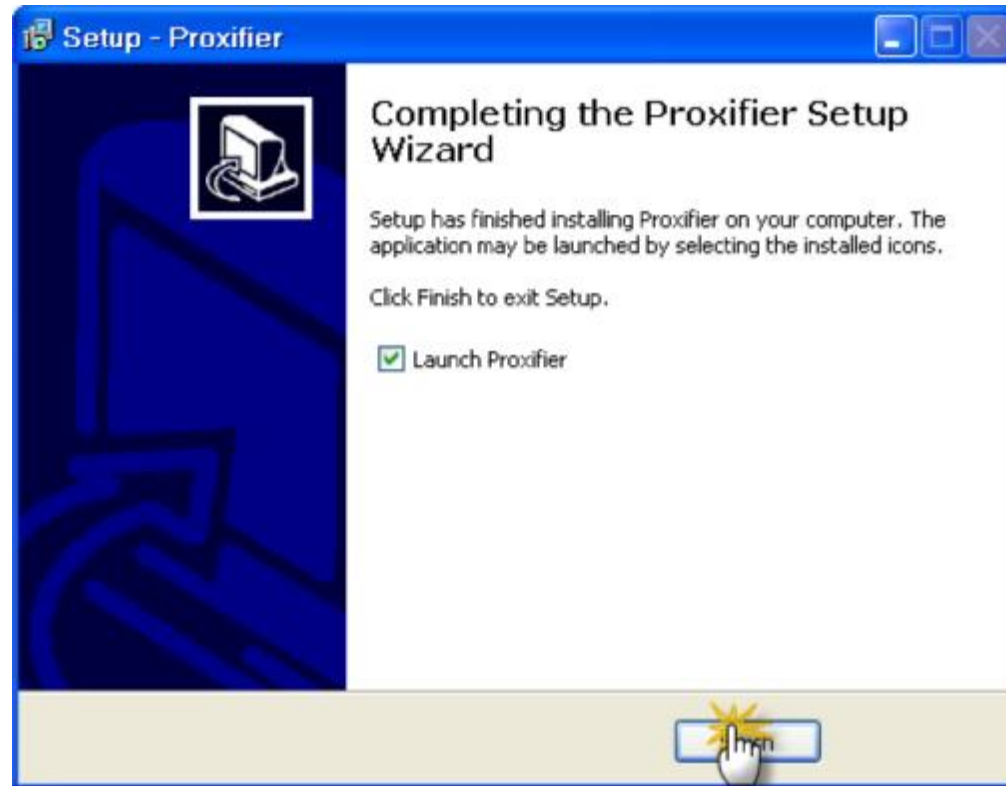 Setup - Proxifier
Completing the Proxifier Setup
Wizard
Setup has finished installing Proxifier on your computer. The
application may be launched by selecting the installed icons.
Click Finish to exit Setup.
Launch Proxifier